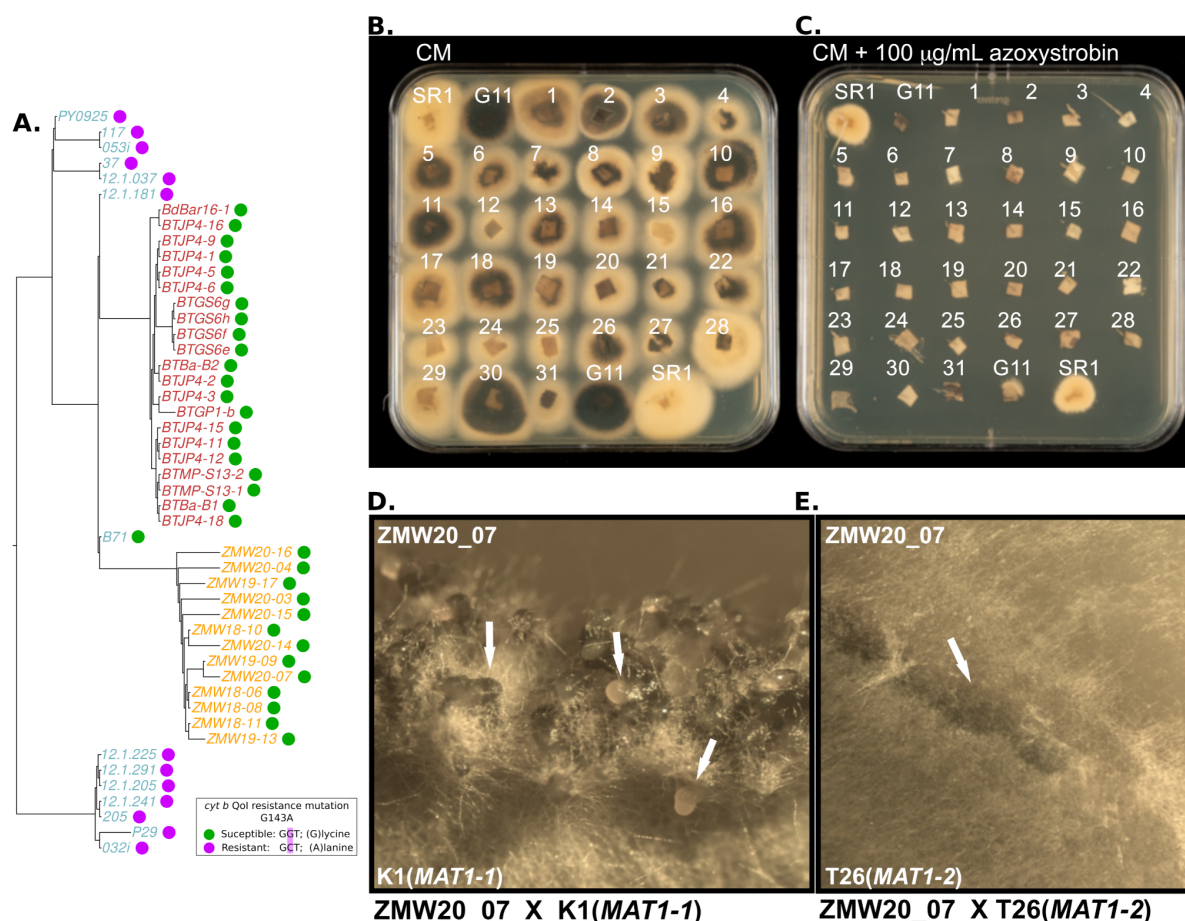 A.
PY0925
117
053i
37
12.1.037
12.1.181
BdBar16-1
BTJP4-16
BTJP4-9
BTJP4-1
BTJP4-5
BTJP4-6
BTGS6g
BTGS6h
BTGS6f
BTGS6e
BTBa-B2
BTJP4-2
BTJP4-3
BTGP1-b
BTJP4-15
BTJP4-11
BTJP4-12
BTMP-S13-2
BTMP-S13-1
BTBa-B1
BTJP4-18
B71
ZMW20-16
ZMW20-04
ZMW19-17
ZMW20-03
ZMW20-15
ZMW18-10
ZMW20-14
ZMW19-09
ZMW20-07
ZMW18-06
ZMW18-08
ZMW18-11
ZMW19-13
12.1.225
12.1.291
12.1.205
12.1.241
205
P29
032i
cyt b QoI resistance mutation
G143A
Suceptible: GGT; (G)lycine
Resistant: GCT; (A)lanine
B.
CM
SR1 G11 1 2 3 4
5 6 7 8 9 10
11 12 13 14 15 16
17 18 19 20 21 22
23 24 25 26 27 28
29 30 31 G11 SR1
C.
CM + 100 µg/mL azoxystrobin
SR1 G11 1 2 3 4
5 6 7 8 9 10
11 12 13 14 15 16
17 18 19 20 21 22
23 24 25 26 27 28
29 30 31 G11 SR1
D.
ZMW20_07
K1(MAT1-1)
ZMW20_07 X K1(MAT1-1)
E.
ZMW20_07
T26(MAT1-2)
ZMW20_07 X T26(MAT1-2)